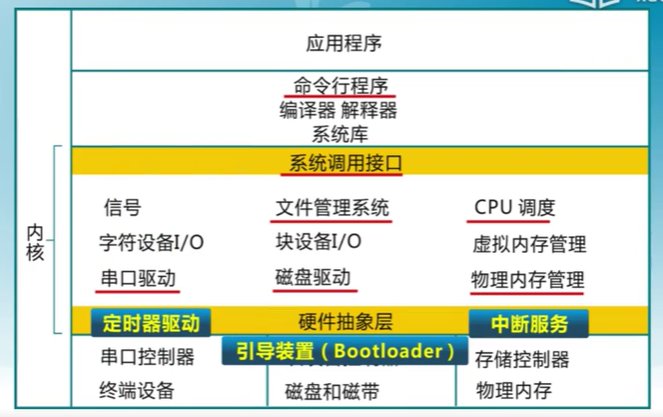 应用程序
命令行程序
编译器 解释器
系统库
系统调用接口
内核
信号 文件管理系统 CPU 调度
字符设备I/O 块设备I/O 虚拟内存管理
串口驱动 磁盘驱动 物理内存管理
定时器驱动 硬件抽象层 中断服务
串口控制器 引导装置（Bootloader） 存储控制器
终端设备 磁盘和磁带 物理内存